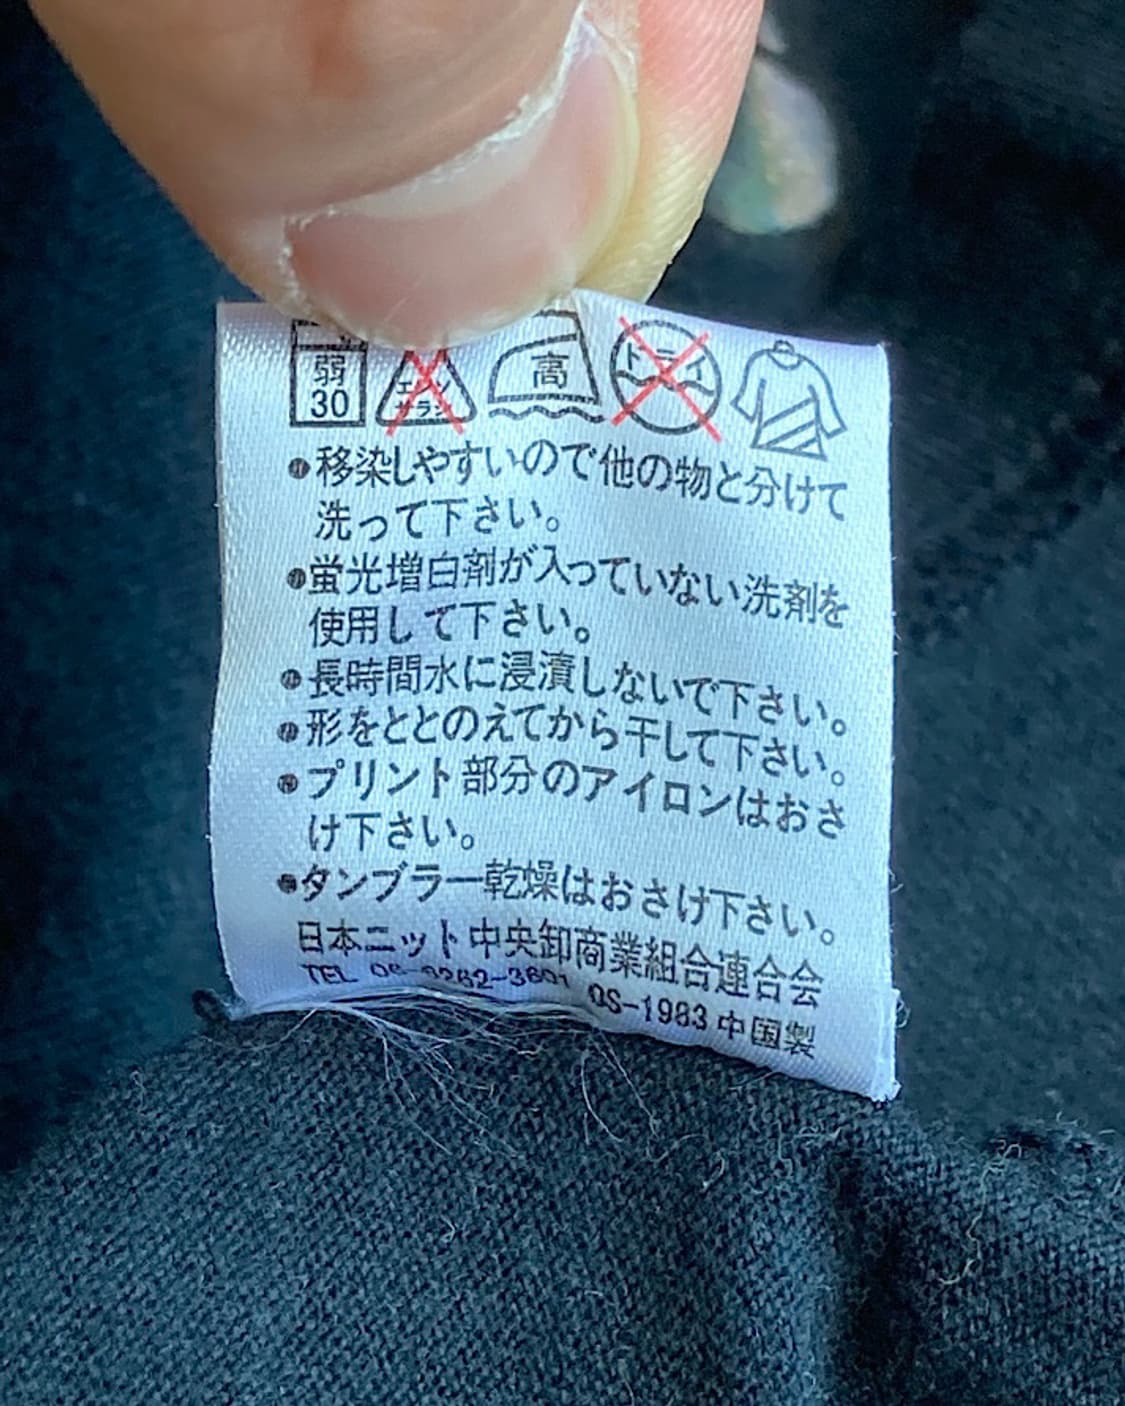 弱
30
エンソ
サラシ
高
ドライ
●移染しやすいので他の物と分けて
洗って下さい。
●蛍光増白剤が入っていない洗剤を
使用して下さい。
●長時間水に浸漬しないで下さい。
●形をととのえてから干して下さい。
●プリント部分のアイロンはおさ
け下さい。
●タンブラー乾燥はおさけ下さい。
日本ニット中央卸商業組合連合会
TEL 06-6262-3601 OS-1983 中国製